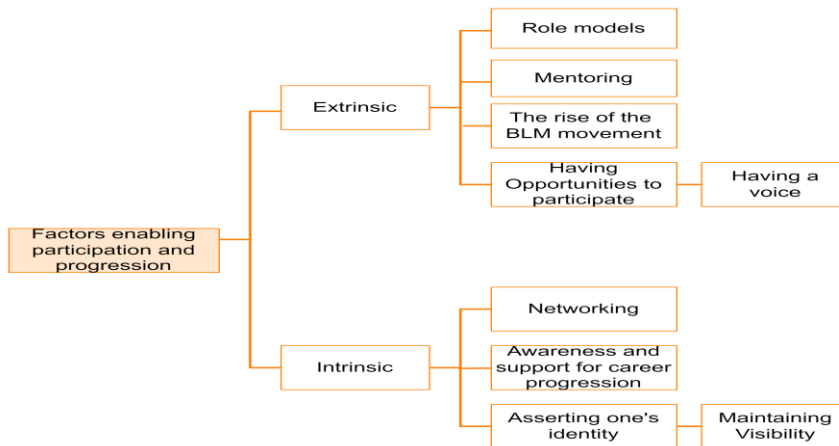 Role models
Mentoring
Extrinsic
The rise of the
BLM movement
Having
Opportunities to
participate
Having a
voice
Factors enabling
participation and
progression
Networking
Intrinsic
Awareness and
support for career
progression
Asserting one's
identity
Maintaining
Visibility